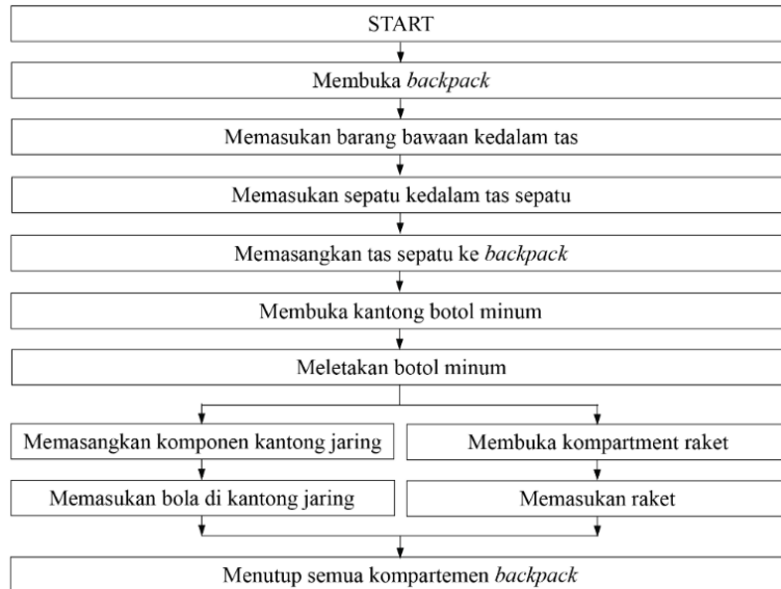 START
Membuka backpack
Memasukan barang bawaan kedalam tas
Memasukan sepatu kedalam tas sepatu
Memasangkan tas sepatu ke backpack
Membuka kantong botol minum
Meletakan botol minum
Memasangkan komponen kantong jaring
Memasukan bola di kantong jaring
Membuka kompartment raket
Memasukan raket
Menutup semua kompartemen backpack